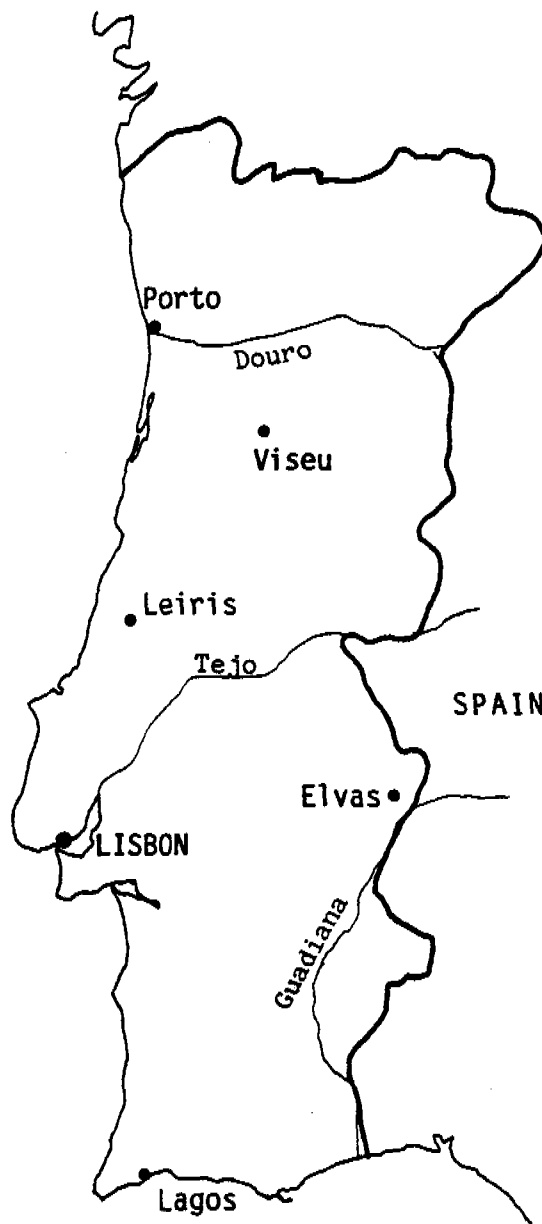 Porto
Douro
Viseu
Leiris
Tejo
SPAIN
Elvas
LISBON
Guadiana
Lagos